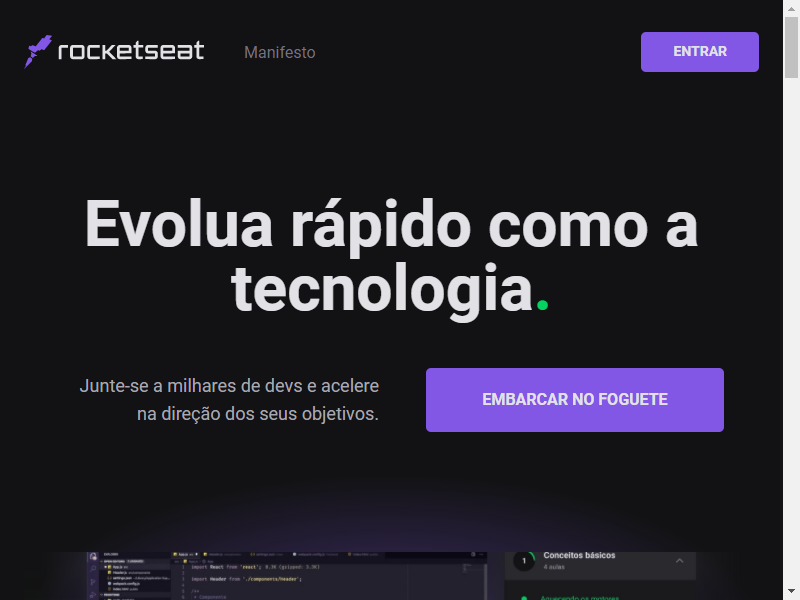 rocketseat
Manifesto
ENTRAR
Evolua rápido como a
tecnologia.
Junte-se a milhares de devs e acelere
na direção dos seus objetivos.
EMBARCAR NO FOGUETE
import React from 'react';
import Header from './components/Header';
1
Conceitos básicos
4 aulas
Aquecendo os motores